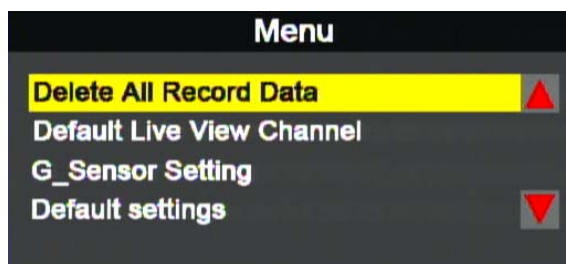 Menu
Delete All Record Data
Default Live View Channel
G_Sensor Setting
Default settings